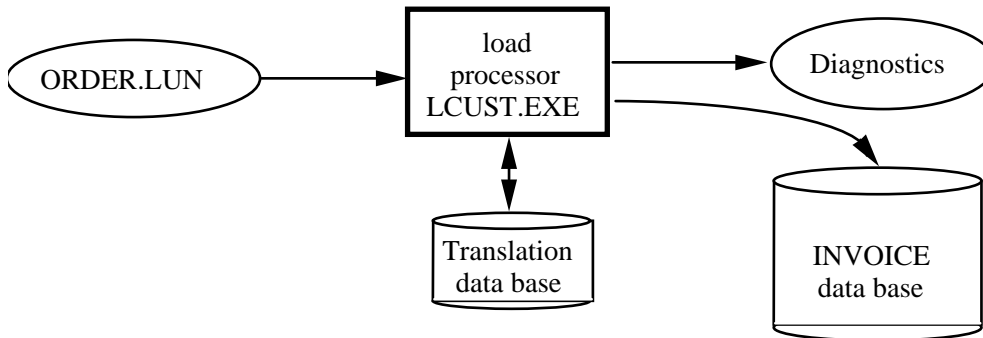 ORDER.LUN
load
processor
LCUST.EXE
Diagnostics
Translation
data base
INVOICE
data base